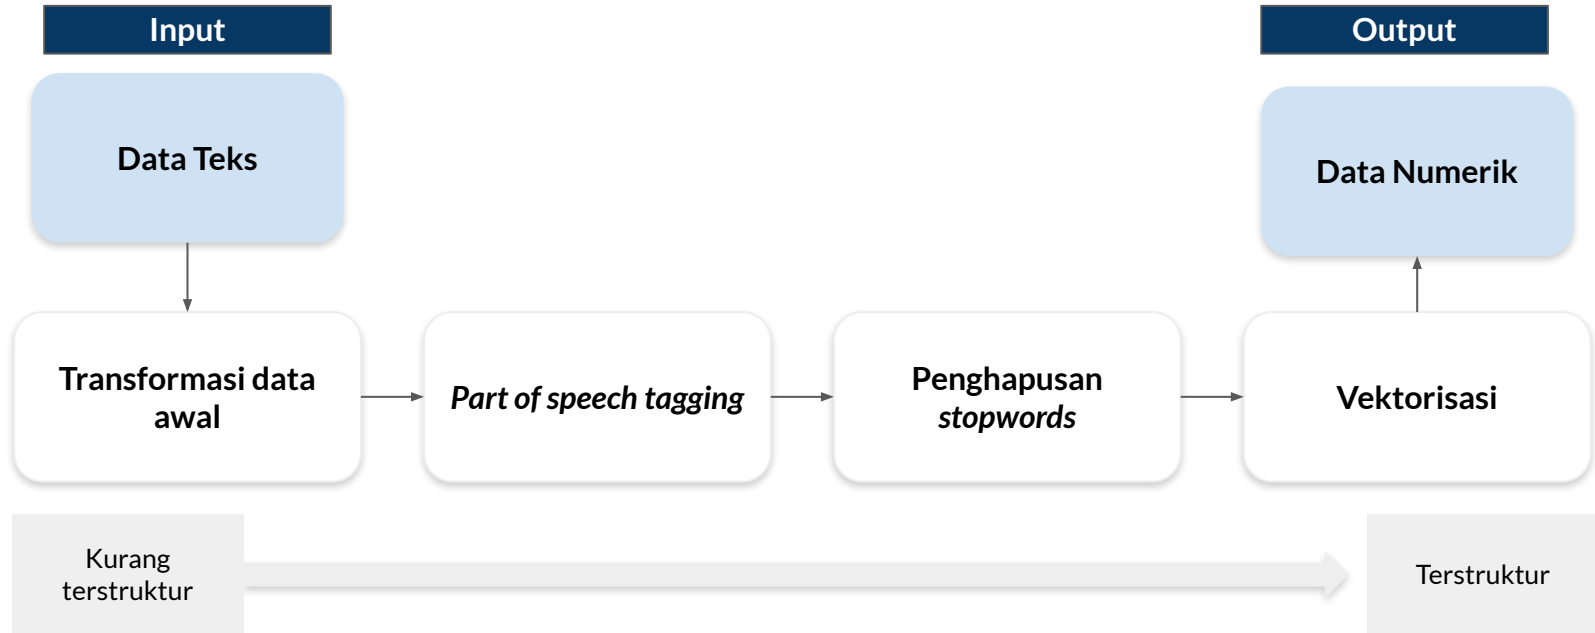 Input
Output
Data Teks
Data Numerik
Transformasi data
awal
Part of speech tagging
Penghapusan
stopwords
Vektorisasi
Kurang
terstruktur
Terstruktur